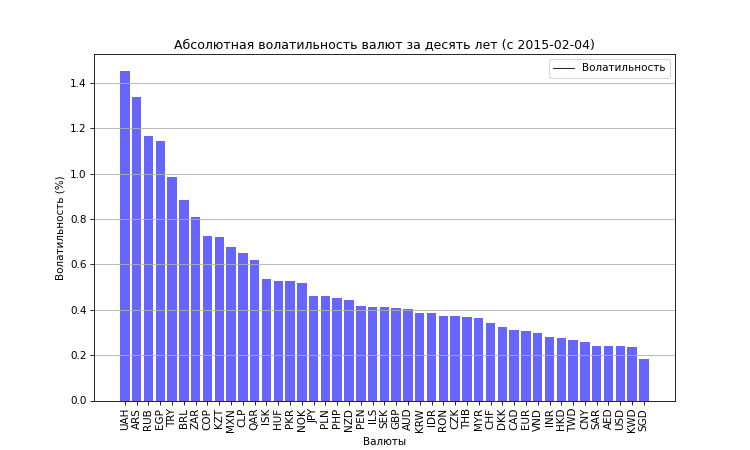 Абсолютная волатильность валют за десять лет (с 2015-02-04)
Волатильность
Волатильность (%)
1.4
1.2
1.0
0.8
0.6
0.4
0.2
0.0
UAH
ARS
RUB
EGP
TRY
BRL
ZAR
COP
KZT
MXN
CLP
QAR
ISK
HUF
PKR
NOK
JPY
PLN
PHP
NZD
PEN
ILS
SEK
GBP
AUD
KRW
IDR
RON
CZK
THB
MYR
CHF
DKK
CAD
EUR
VND
INR
HKD
TWD
CNY
SAR
AED
USD
KWD
SGD
Валюты